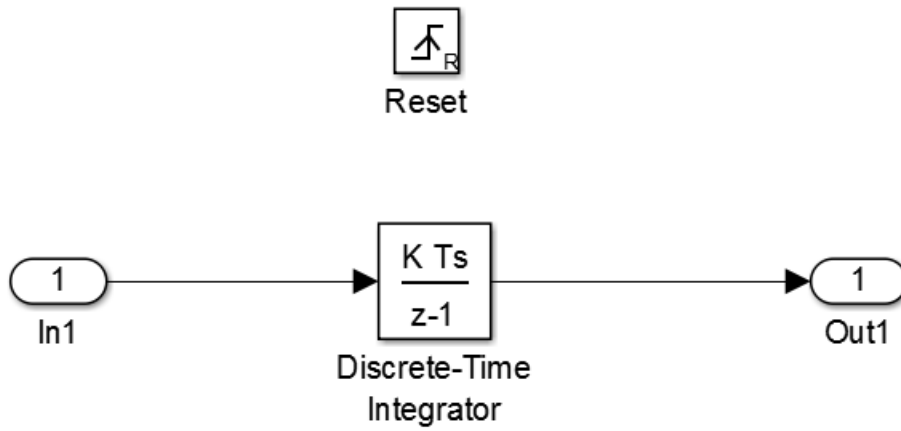 R
Reset
1
K Ts
z-1
1
In1
Out1
Discrete-Time
Integrator